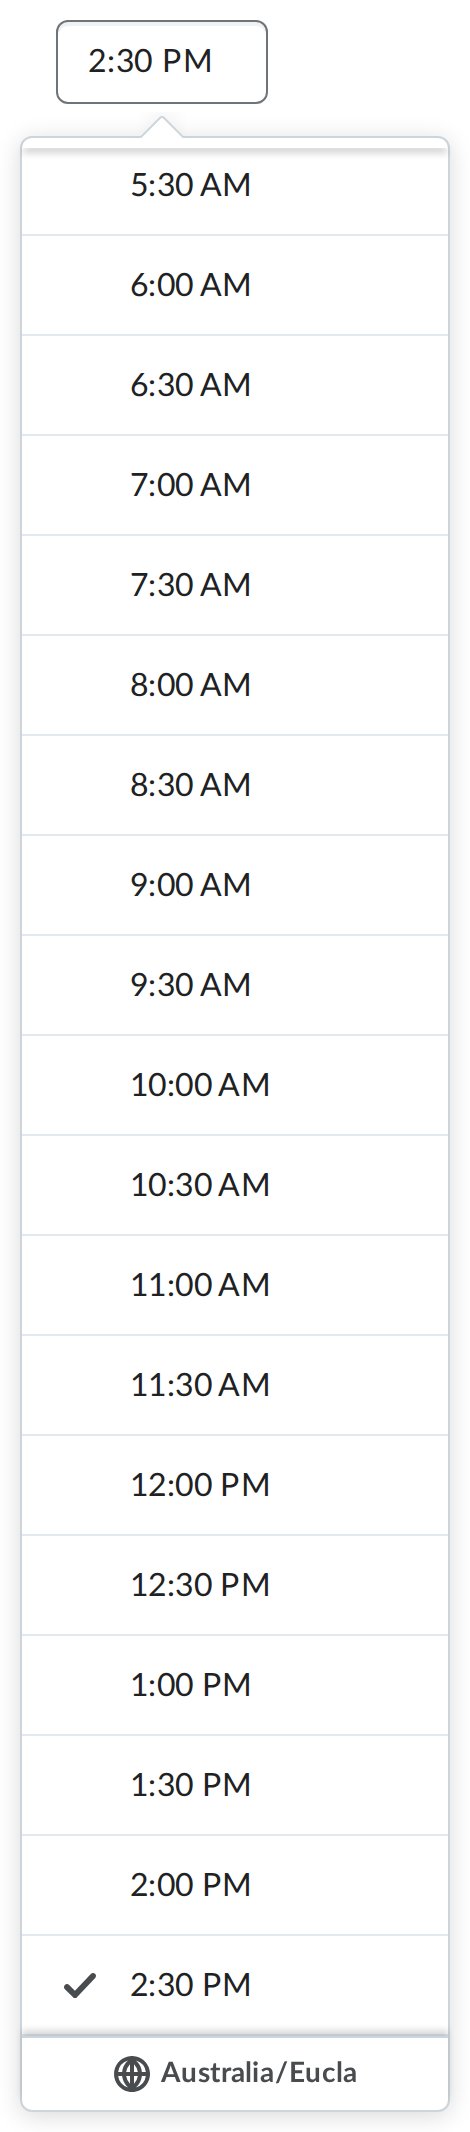 2:30 PM
5:30 AM
6:00 AM
6:30 AM
7:00 AM
7:30 AM
8:00 AM
8:30 AM
9:00 AM
9:30 AM
10:00 AM
10:30 AM
11:00 AM
11:30 AM
12:00 PM
12:30 PM
1:00 PM
1:30 PM
2:00 PM
2:30 PM
Australia/Eucla